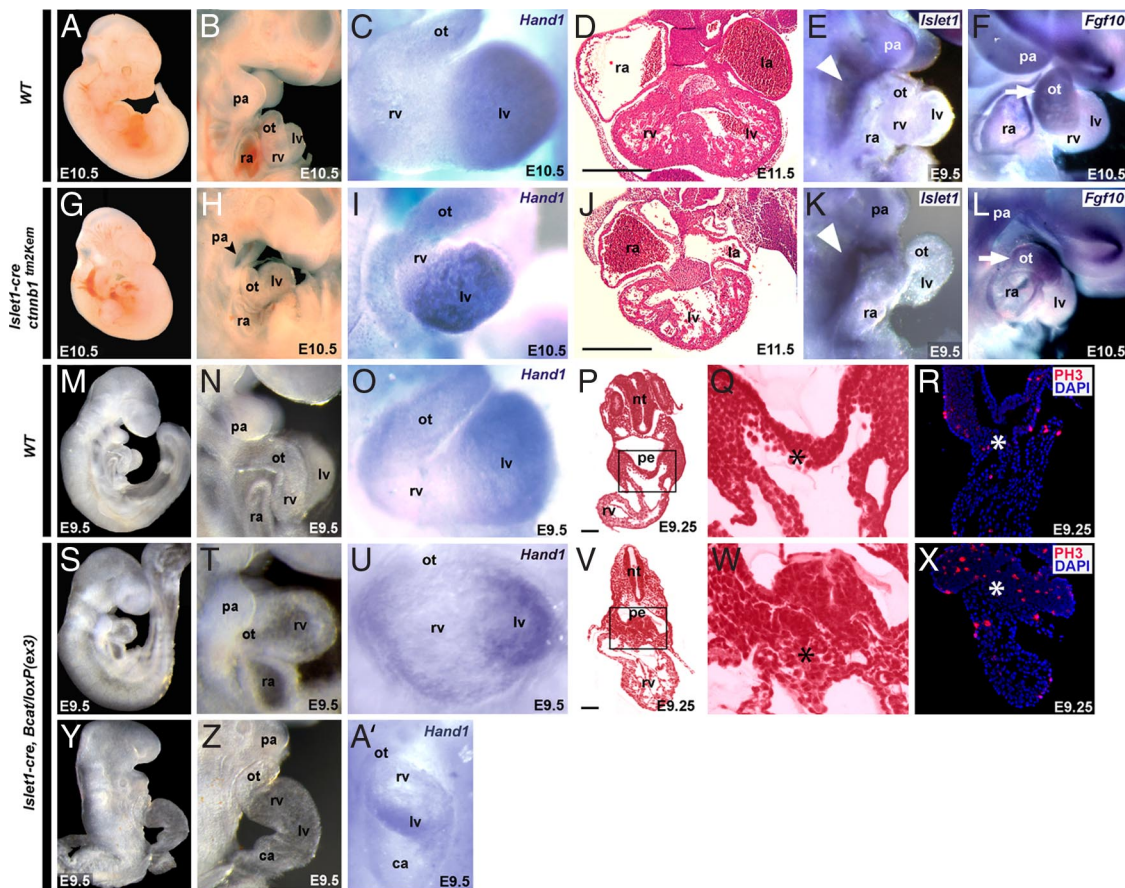 WT
A
E10.5
B
pa
ot
lv
ra
rv
E10.5
C
Hand1
ot
rv
lv
E10.5
D
ra
la
rv
lv
E11.5
E
Islet1
pa
ot
lv
rv
ra
E9.5
F
Fgf10
pa
ot
ra
lv
rv
E10.5
Islet1-cre
ctnnb1 tm2Kem
G
E10.5
H
pa
ot
lv
ra
E10.5
I
Hand1
ot
rv
lv
E10.5
J
ra
la
lv
E11.5
K
Islet1
pa
ot
lv
ra
E9.5
L
Fgf10
pa
ot
ra
lv
E10.5
WT
M
E9.5
N
pa
ot
lv
rv
ra
E9.5
O
Hand1
ot
lv
rv
E9.5
P
nt
pe
rv
E9.25
Q
*
R
PH3
DAPI
*
E9.25
Islet1-cre, Bcat/loxP(ex3)
S
E9.5
T
pa
rv
ot
ra
E9.5
U
Hand1
ot
rv
lv
E9.5
V
nt
pe
rv
E9.25
W
*
X
PH3
DAPI
*
E9.25
Y
E9.5
Z
pa
ot
rv
lv
ca
E9.5
A'
Hand1
ot
rv
lv
ca
E9.5